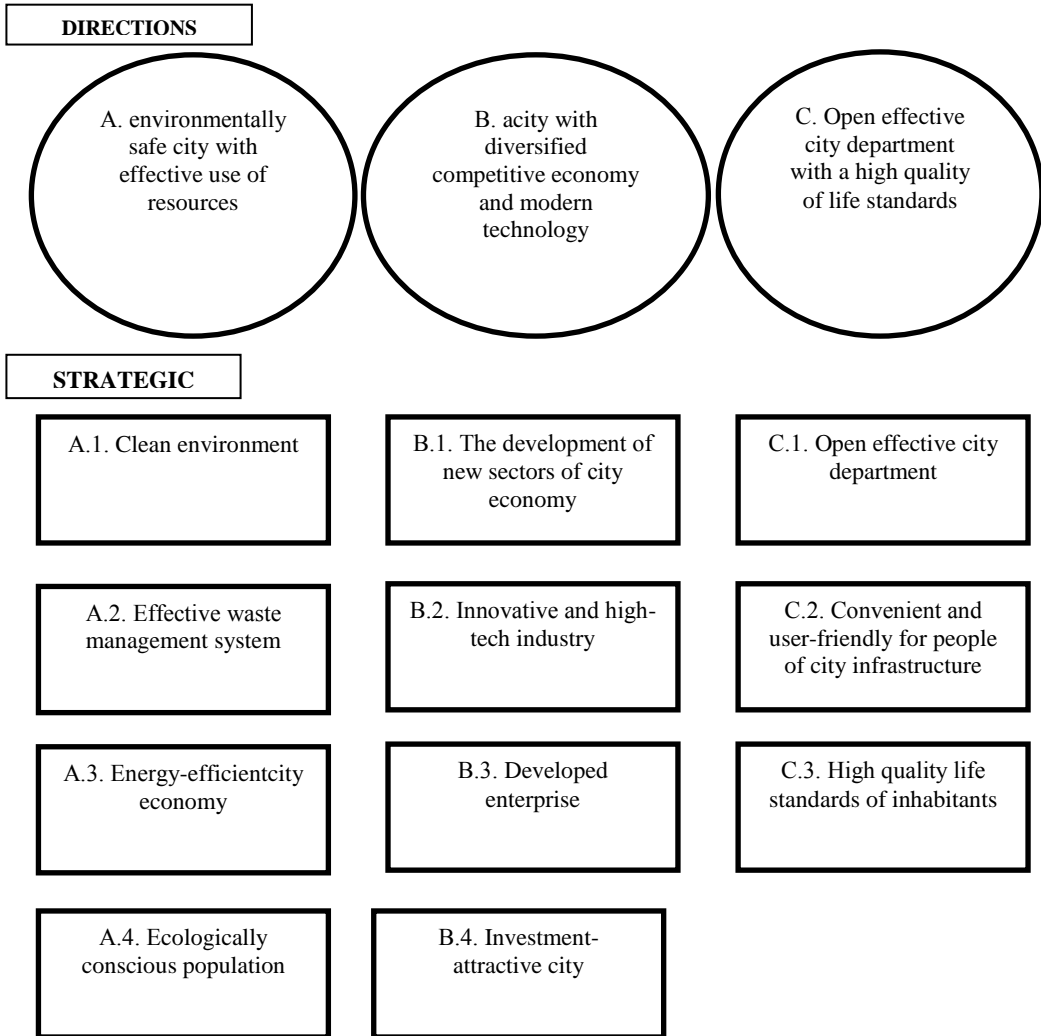 DIRECTIONS
A. environmentally
safe city with
effective use of
resources
B. acity with
diversified
competitive economy
and modern
technology
C. Open effective
city department
with a high quality
of life standards
STRATEGIC
A.1. Clean environment
B.1. The development of
new sectors of city
economy
C.1. Open effective city
department
A.2. Effective waste
management system
B.2. Innovative and high-
tech industry
C.2. Convenient and
user-friendly for people
of city infrastructure
A.3. Energy-efficientcity
economy
B.3. Developed
enterprise
C.3. High quality life
standards of inhabitants
A.4. Ecologically
conscious population
B.4. Investment-
attractive city